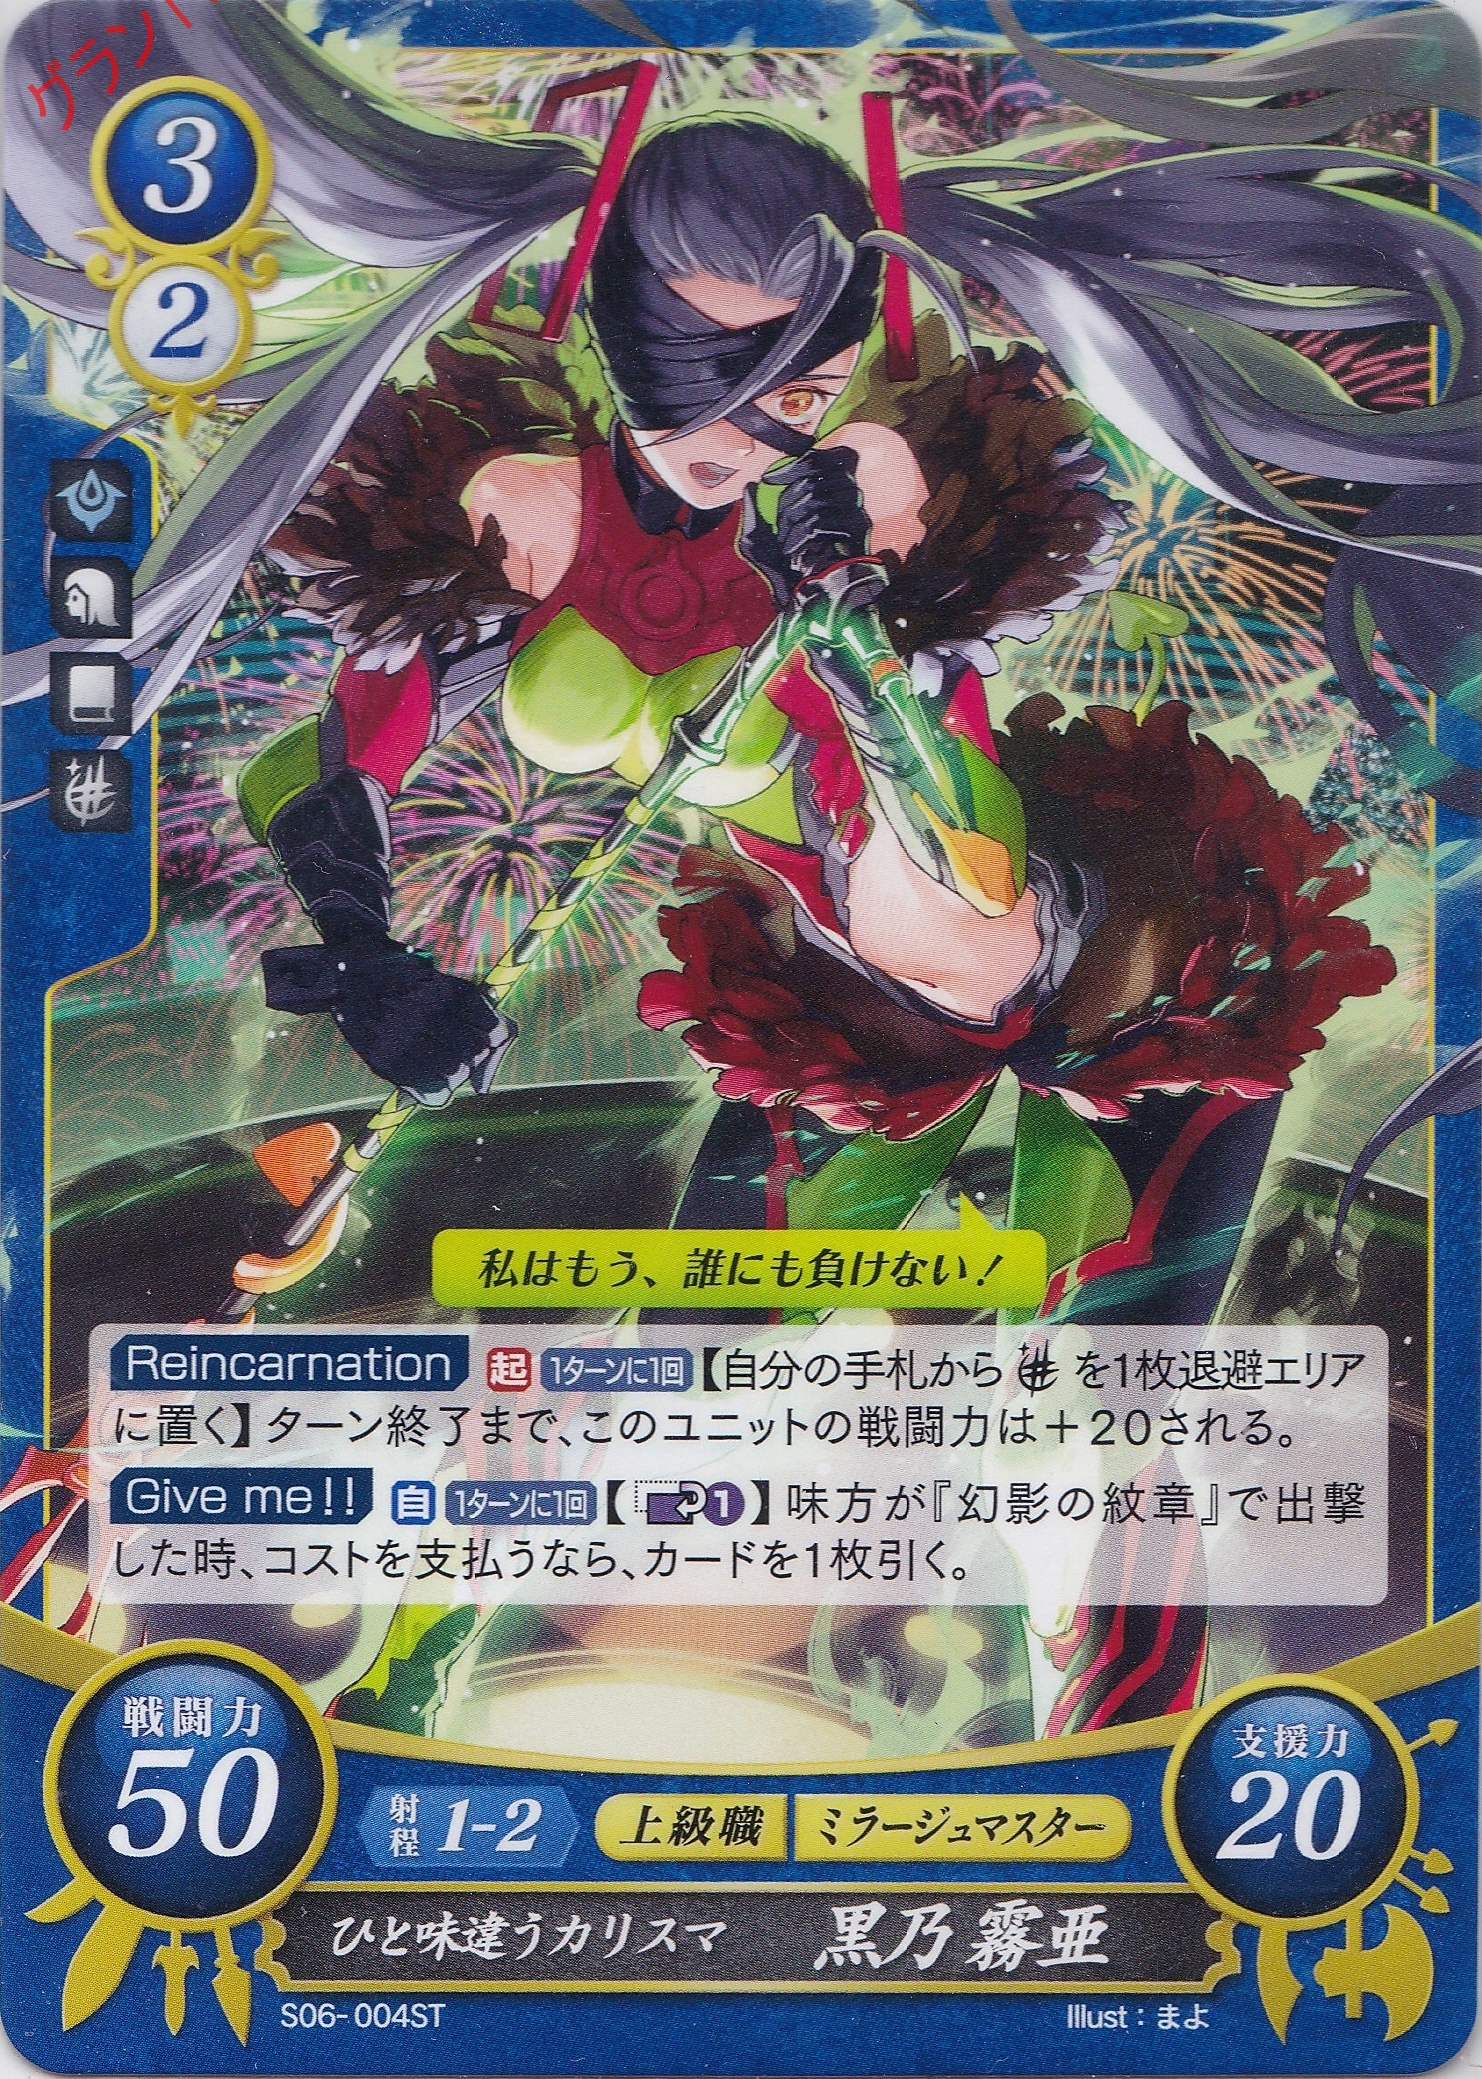 グラン
3
2
私はもう、誰にも負けない！
Reincarnation 起 1ターンに1回【自分の手札から を1枚退避エリア
に置く】ターン終了まで、このユニットの戦闘力は＋20される。
Give me!! 自 1ターンに1回【 1】味方が『幻影の紋章』で出撃
した時、コストを支払うなら、カードを1枚引く。
戦闘力
50
射程 1-2
上級職
ミラージュマスター
支援力
20
ひと味違うカリスマ 黒乃 霧亜
S06-004ST
Illust：まよ